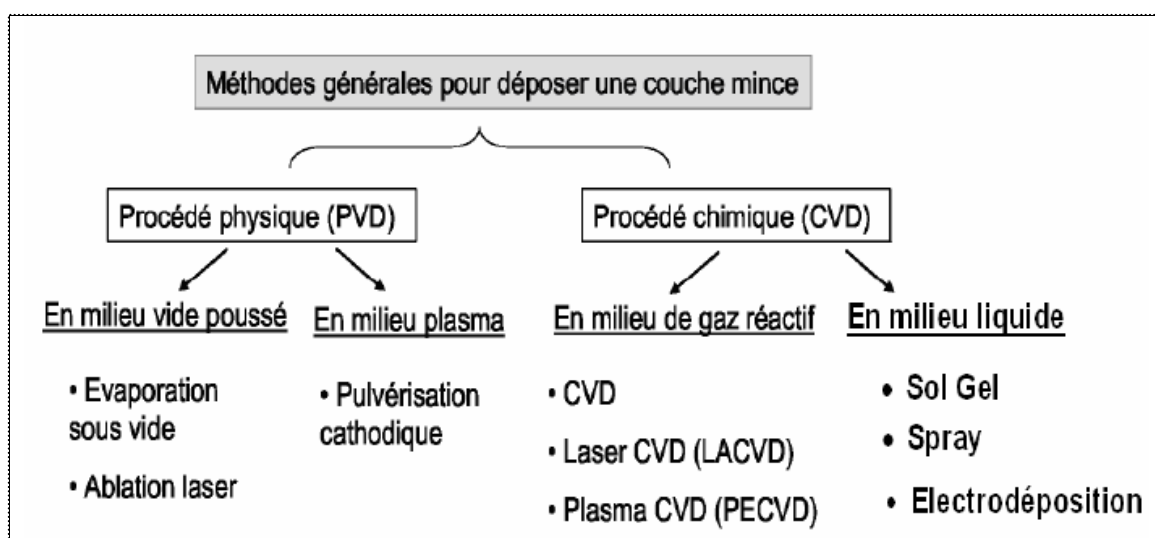 Méthodes générales pour déposer une couche mince
Procédé physique (PVD)
Procédé chimique (CVD)
En milieu vide poussé
• Evaporation
sous vide
• Ablation laser
En milieu plasma
• Pulvérisation
cathodique
En milieu de gaz réactif
• CVD
• Laser CVD (LACVD)
• Plasma CVD (PECVD)
En milieu liquide
• Sol Gel
• Spray
• Electrodéposition